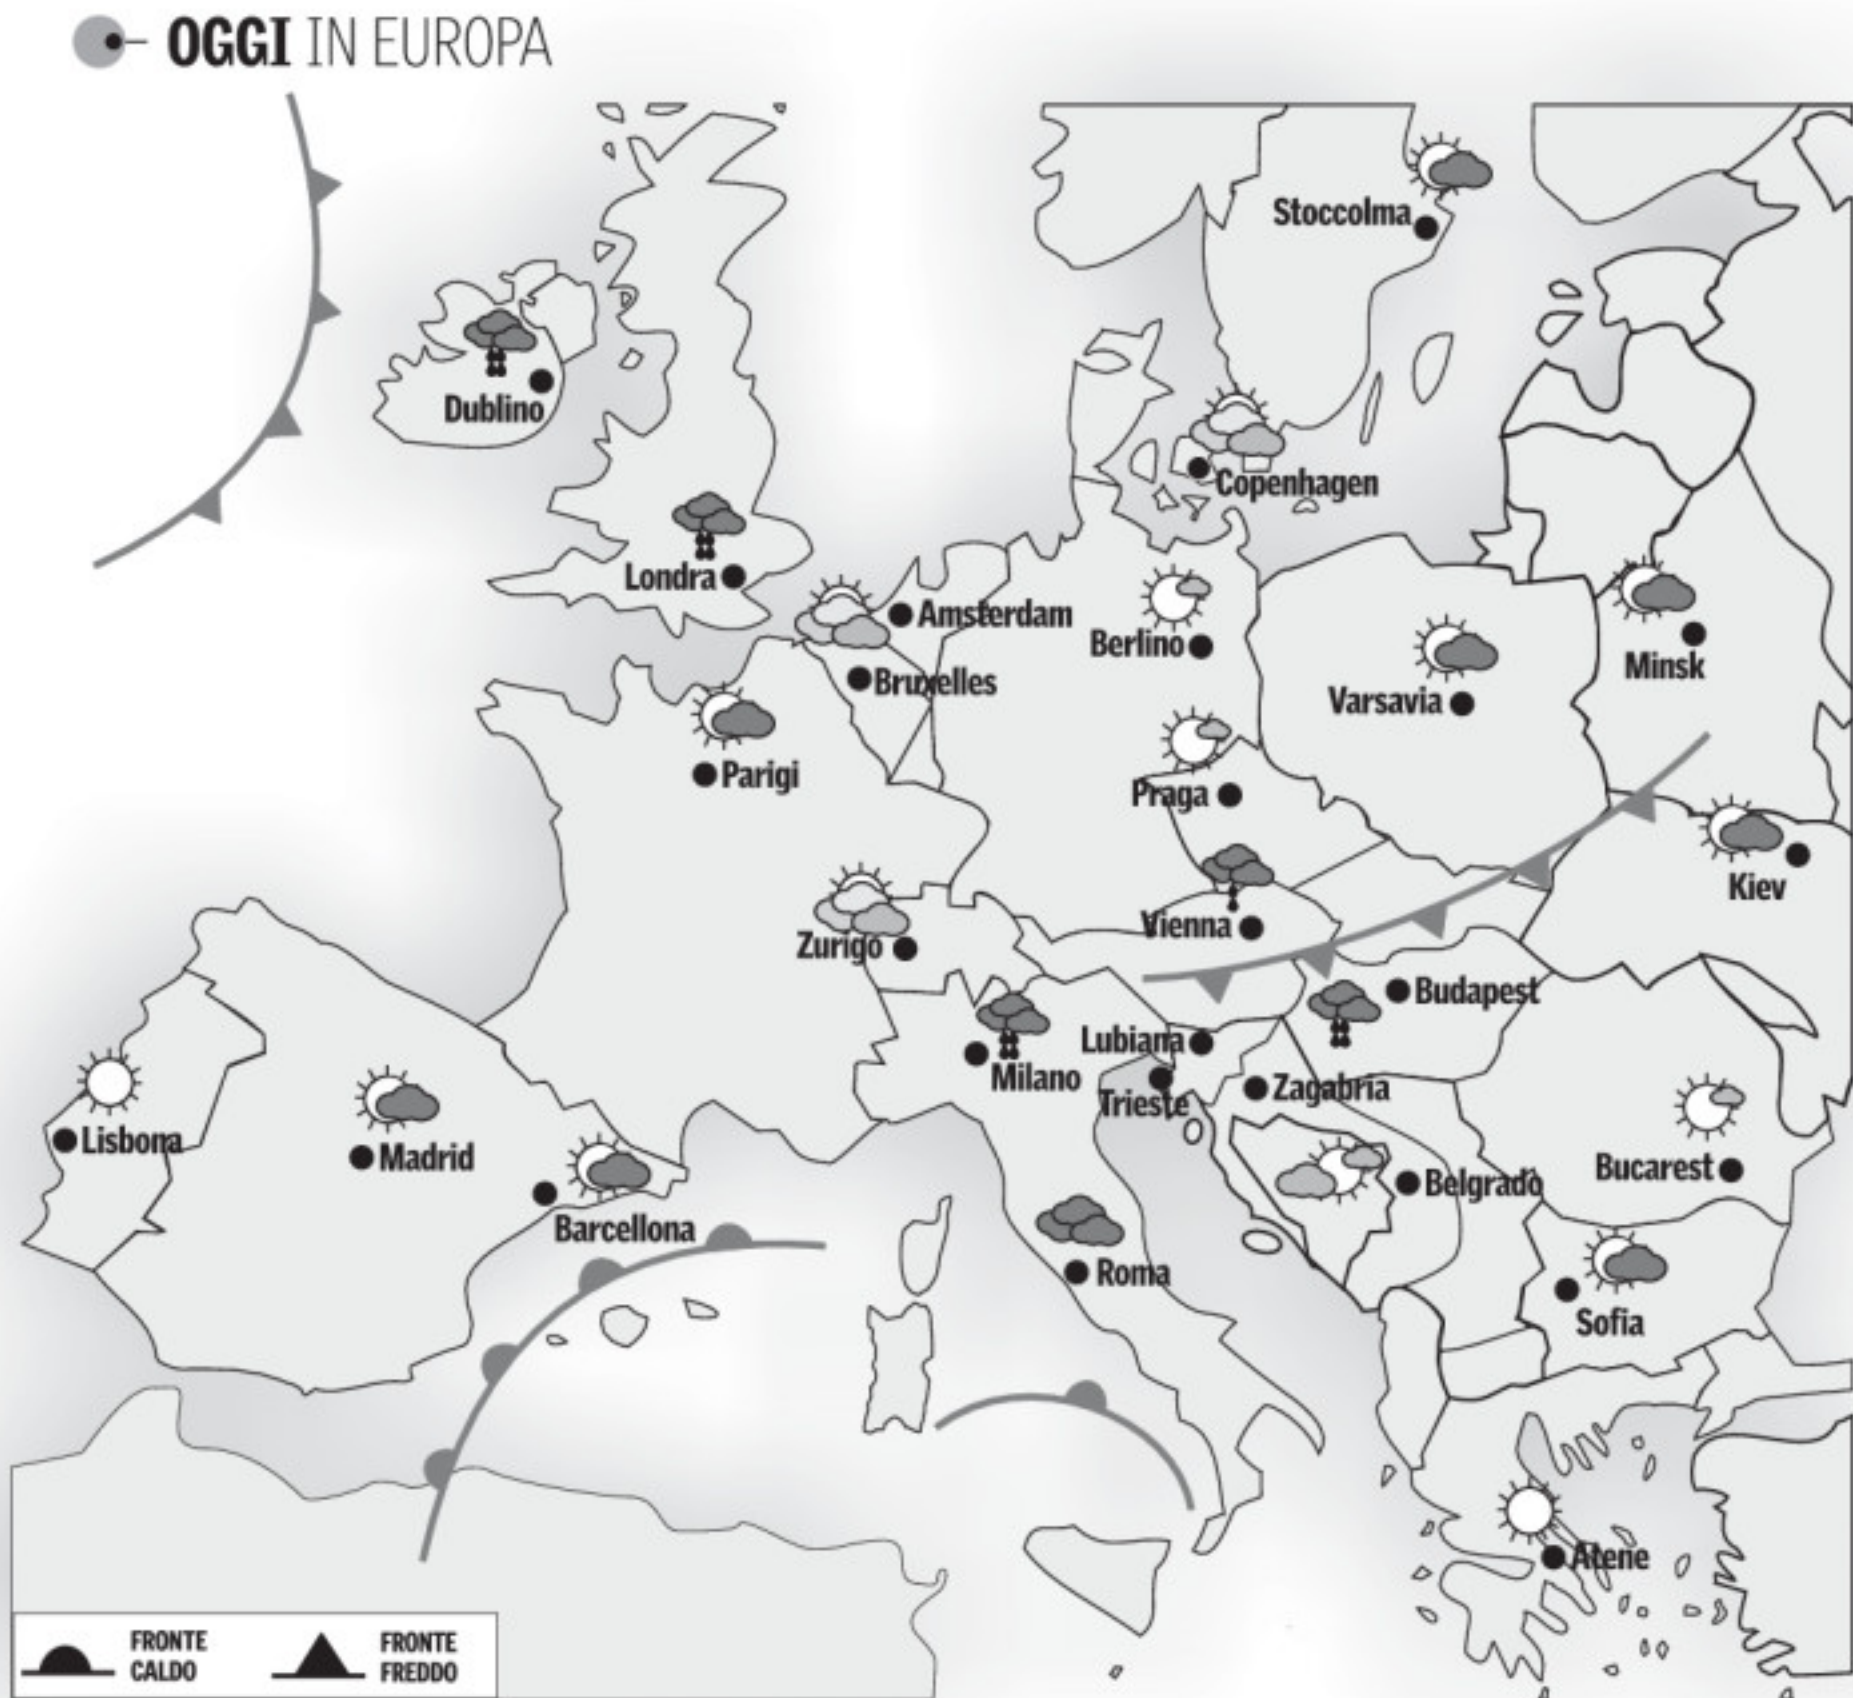 OGGI IN EUROPA
Stoccolma
Dublino
Copenhagen
Londra
Amsterdam
Berlino
Minsk
Bruxelles
Varsavia
Parigi
Praga
Kiev
Vienna
Zurigo
Budapest
Lubiana
Milano
Zagabria
Trieste
Lisbona
Madrid
Bucarest
Belgrado
Barcellona
Roma
Sofia
Atene
FRONTE
CALDO
FRONTE
FREDDO